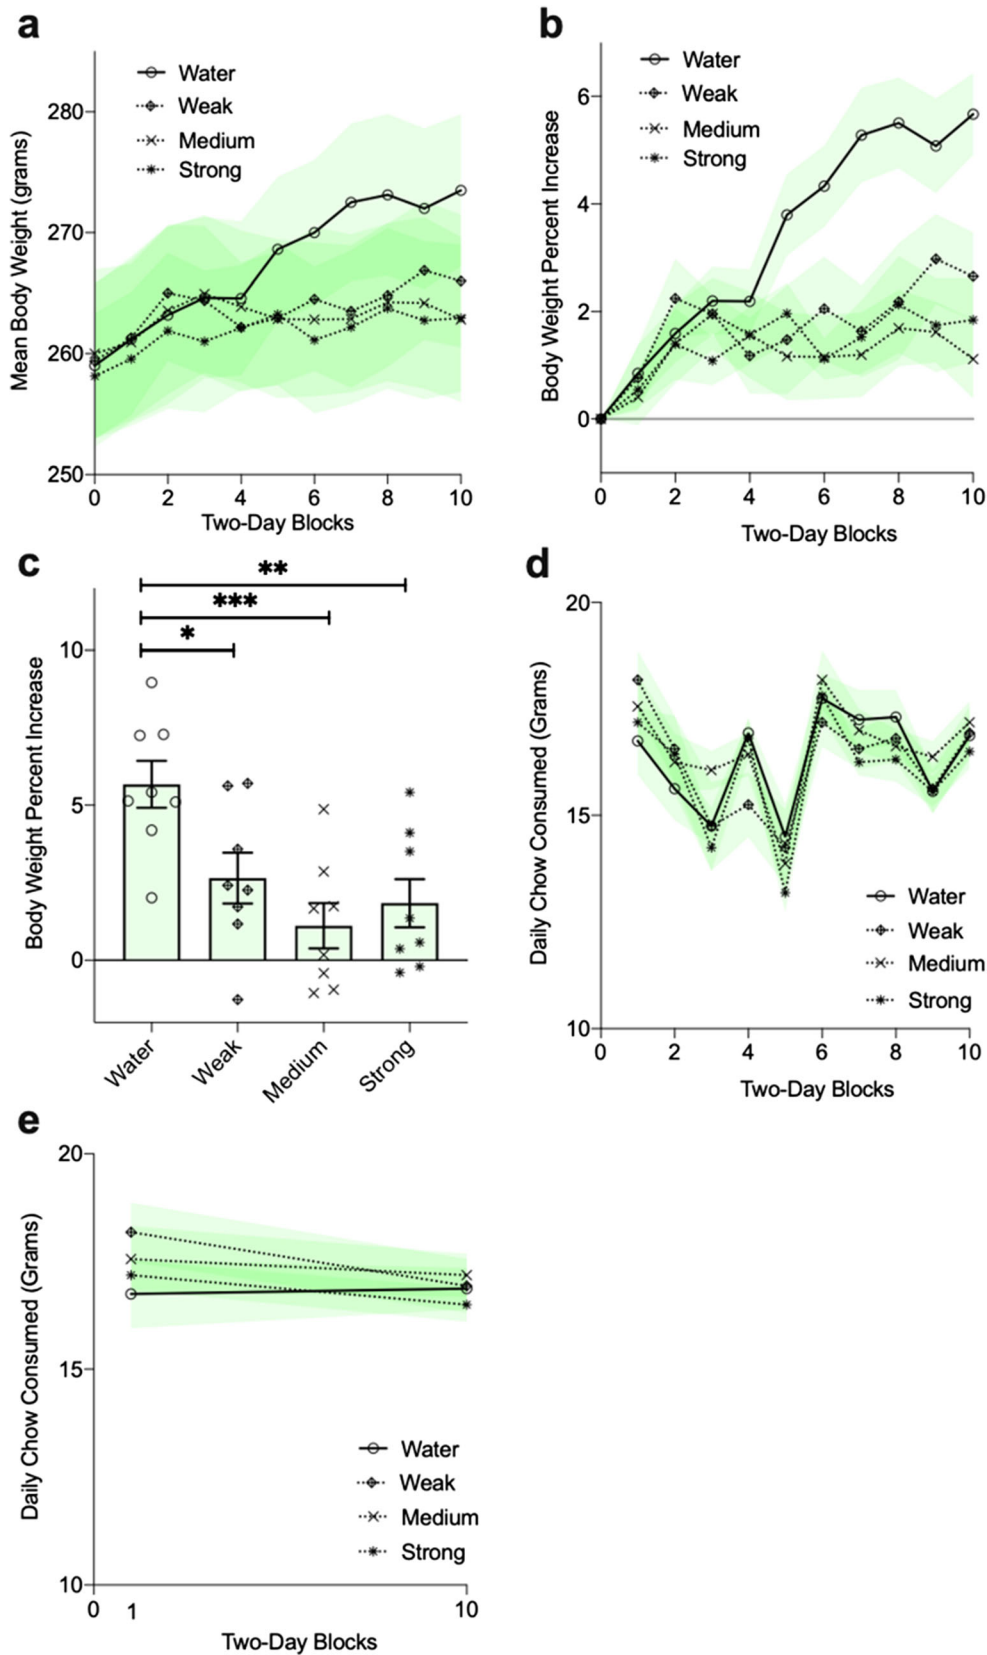 a
Mean Body Weight (grams)
280
270
260
250
0 2 4 6 8 10
Two-Day Blocks
Water
Weak
Medium
Strong
b
Body Weight Percent Increase
6
4
2
0
0 2 4 6 8 10
Two-Day Blocks
Water
Weak
Medium
Strong
c
Body Weight Percent Increase
10
5
0
**
***
*
Water
Weak
Medium
Strong
d
Daily Chow Consumed (Grams)
20
15
10
0 2 4 6 8 10
Two-Day Blocks
Water
Weak
Medium
Strong
e
Daily Chow Consumed (Grams)
20
15
10
0 1 10
Two-Day Blocks
Water
Weak
Medium
Strong